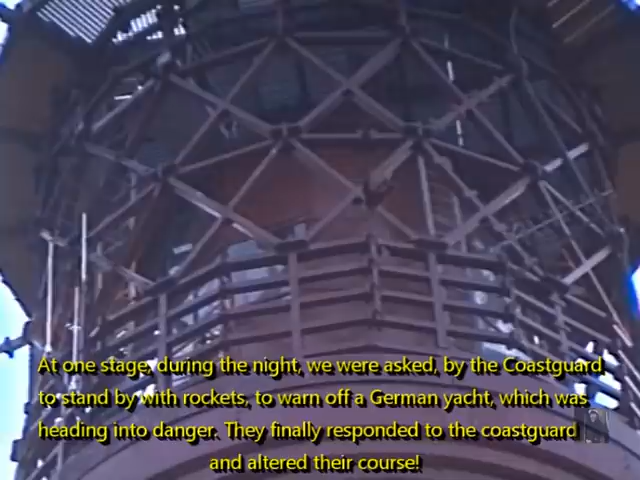 At one stage, during the night, we were asked, by the Coastguard
to stand by with rockets, to warn off a German yacht, which was
heading into danger. They finally responded to the coastguard
and altered their course!